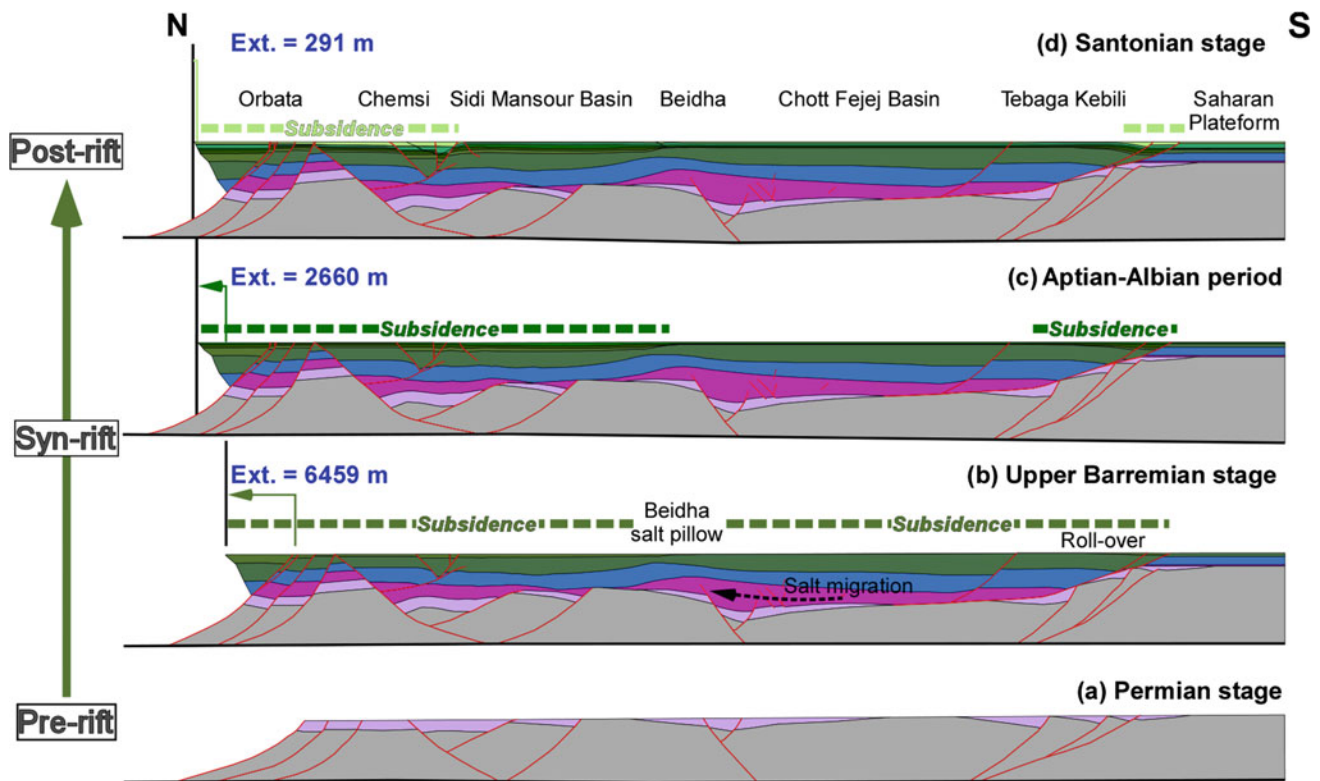 N
S
Ext. = 291 m
(d) Santonian stage
Orbata
Chemsi
Sidi Mansour Basin
Beidha
Chott Fejej Basin
Tebaga Kebili
Saharan
Plateform
Subsidence
Post-rift
Ext. = 2660 m
(c) Aptian-Albian period
Subsidence
Subsidence
Syn-rift
Ext. = 6459 m
(b) Upper Barremian stage
Subsidence
Beidha
salt pillow
Subsidence
Roll-over
Salt migration
(a) Permian stage
Pre-rift